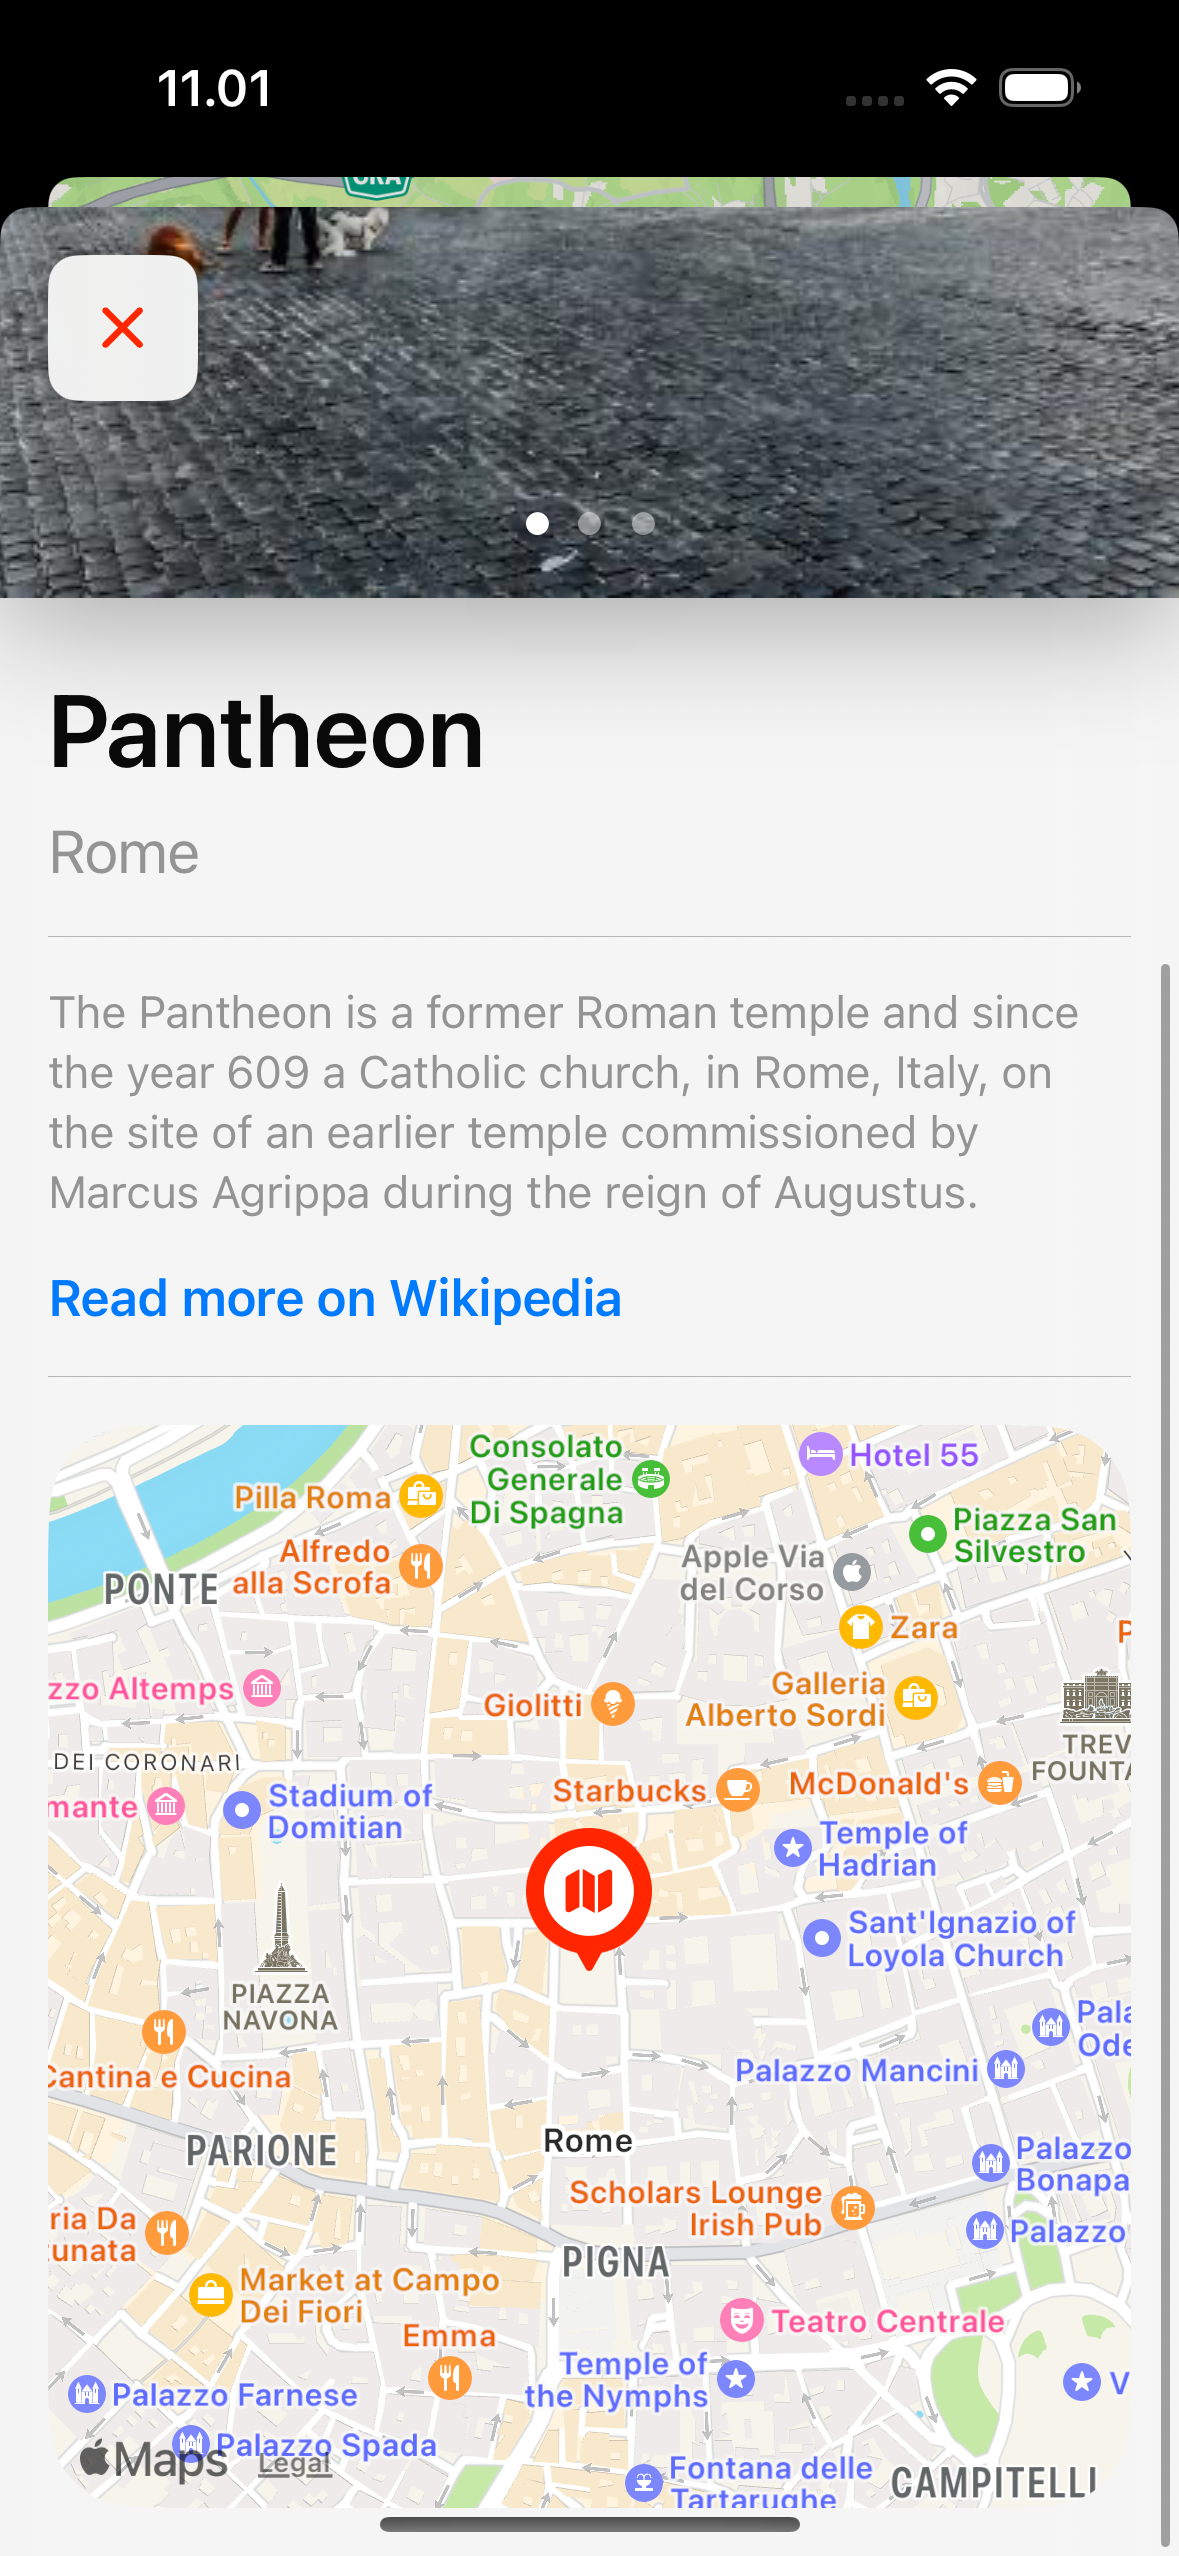 11.01
Pantheon
Rome
The Pantheon is a former Roman temple and since
the year 609 a Catholic church, in Rome, Italy, on
the site of an earlier temple commissioned by
Marcus Agrippa during the reign of Augustus.
Read more on Wikipedia
Consolato
Generale
Di Spagna
Hotel 55
Pilla Roma
Piazza San
Silvestro
Alfredo
alla Scrofa
PONTE
Apple Via
del Corso
Zara
zzo Altemps
Giolitti
Galleria
Alberto Sordi
TREV
FOUNTA
DEI CORONARI
mante
Stadium of
Domitian
Starbucks
McDonald's
Temple of
Hadrian
Sant'Ignazio of
Loyola Church
PIAZZA
NAVONA
Pala
Ode
Cantina e Cucina
Palazzo Mancini
PARIONE
Rome
Palazzo
Bonapa
Scholars Lounge
Irish Pub
ria Da
tunata
Palazzo
PIGNA
Market at Campo
Dei Fiori
Emma
Teatro Centrale
Temple of
the Nymphs
V
Palazzo Farnese
Palazzo Spada
Maps
Legal
Fontana delle
Tartarughe
CAMPITELLI